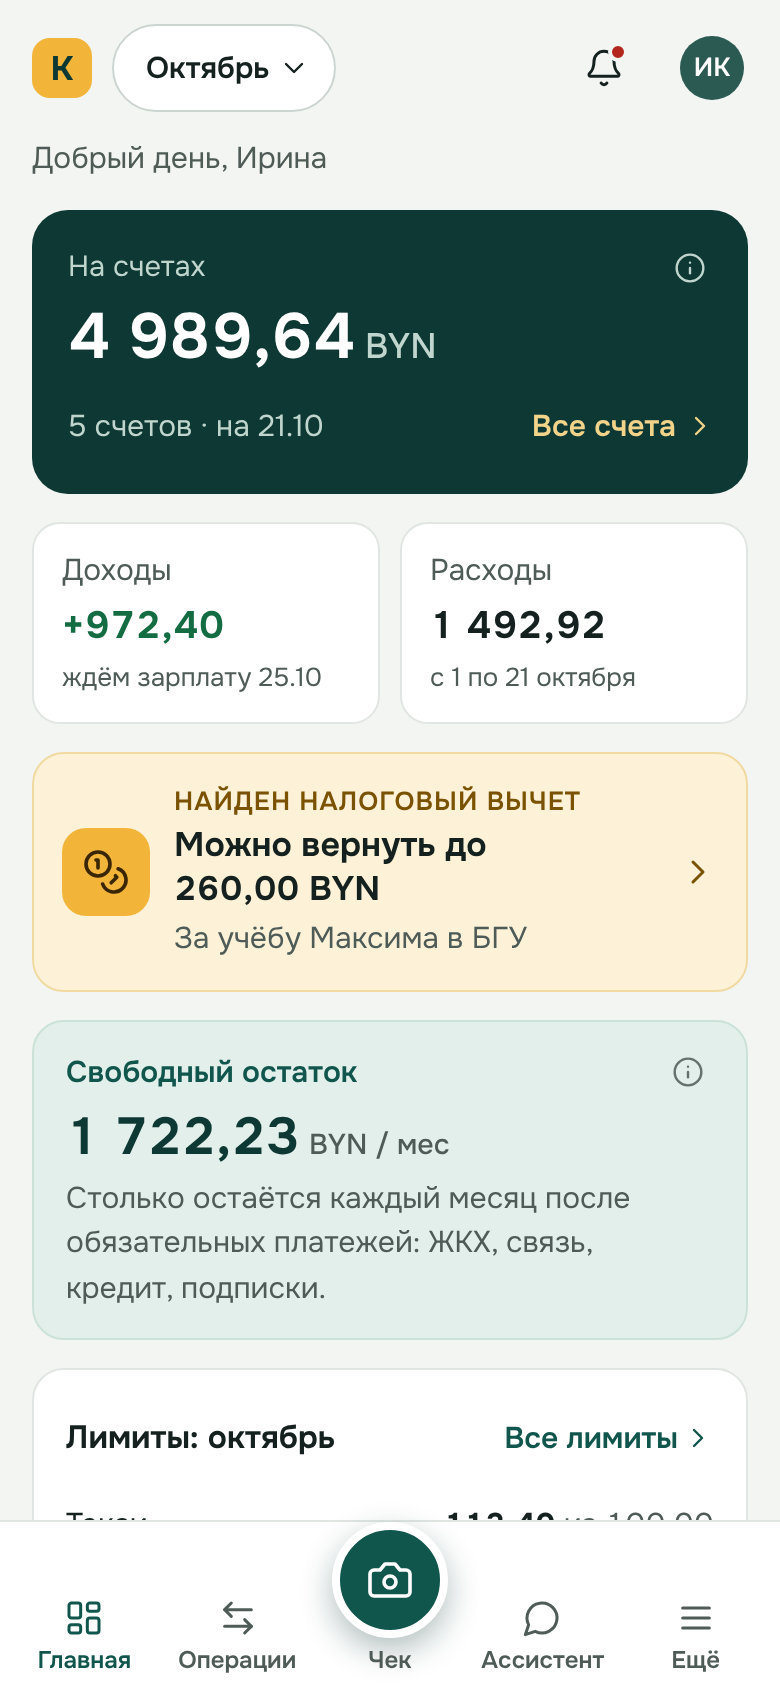 К
Октябрь
ИК
Добрый день, Ирина
На счетах
4 989,64 BYN
5 счетов · на 21.10
Все счета
Доходы
+972,40
ждём зарплату 25.10
Расходы
1 492,92
с 1 по 21 октября
НАЙДЕН НАЛОГОВЫЙ ВЫЧЕТ
Можно вернуть до
260,00 BYN
За учёбу Максима в БГУ
Свободный остаток
1 722,23 BYN / мес
Столько остаётся каждый месяц после
обязательных платежей: ЖКХ, связь,
кредит, подписки.
Лимиты: октябрь
Все лимиты
Главная
Операции
Чек
Ассистент
Ещё